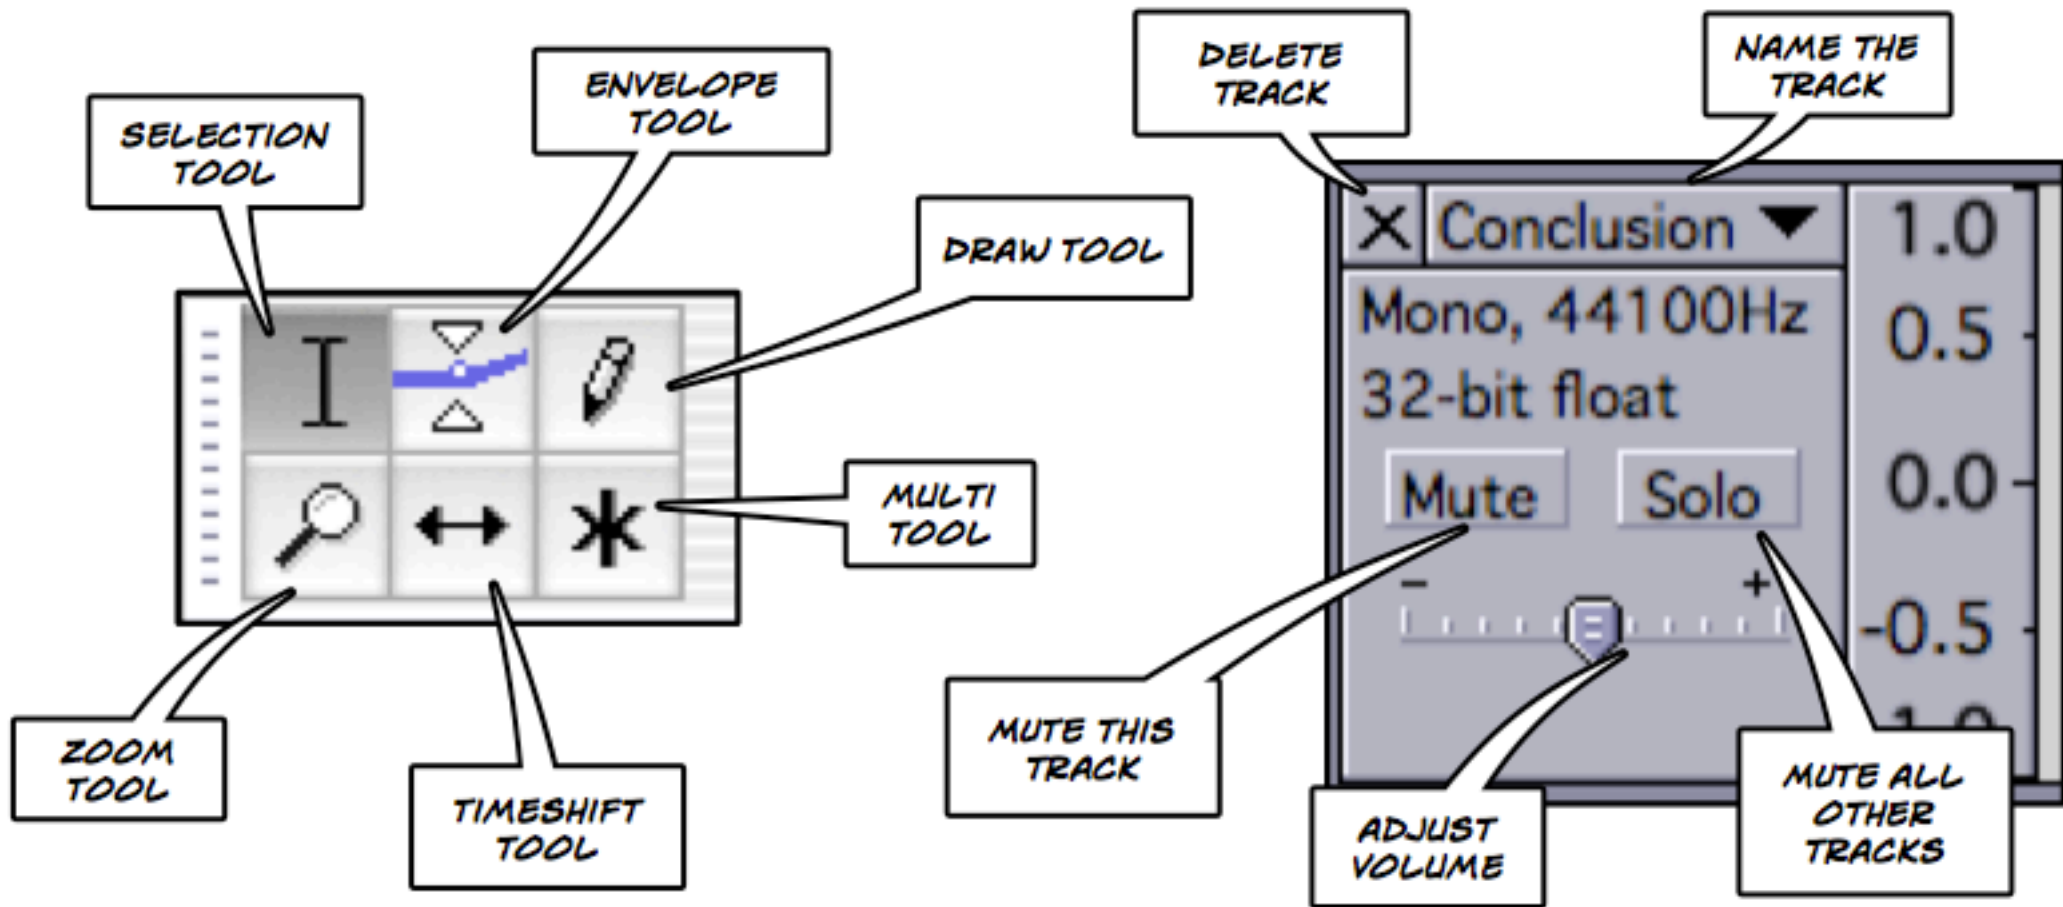 SELECTION
TOOL
ENVELOPE
TOOL
DRAW TOOL
MULTI
TOOL
ZOOM
TOOL
TIMESHIFT
TOOL
DELETE
TRACK
NAME THE
TRACK
X Conclusion
Mono, 44100Hz
32-bit float
Mute Solo
- +
1.0
0.5
0.0
-0.5
MUTE THIS
TRACK
ADJUST
VOLUME
MUTE ALL
OTHER
TRACKS